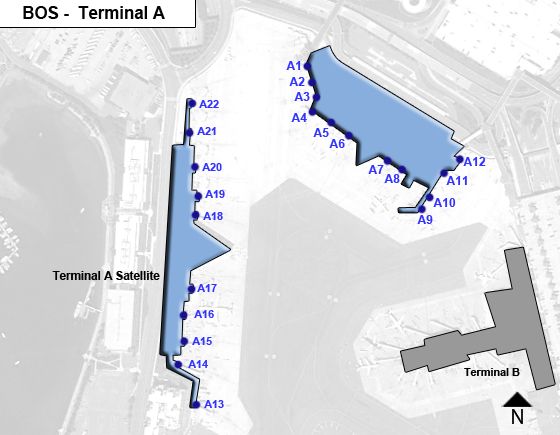 BOS - Terminal A
A1
A2
A3
A4
A5
A6
A7
A8
A9
A10
A11
A12
A22
A21
A20
A19
A18
Terminal A Satellite
A17
A16
A15
A14
A13
Terminal B
N